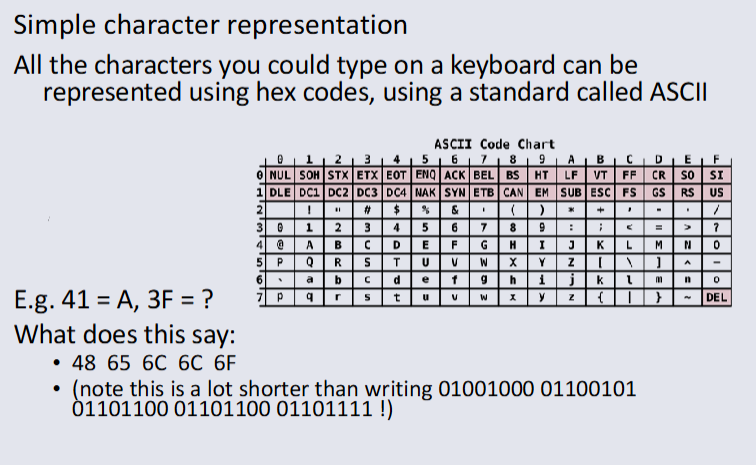 Simple character representation
All the characters you could type on a keyboard can be
represented using hex codes, using a standard called ASCII
ASCII Code Chart
0 1 2 3 4 5 6 7 8 9 A B C D E F
0 NUL SOH STX ETX EOT ENQ ACK BEL BS HT LF VT FF CR SO SI
1 DLE DC1 DC2 DC3 DC4 NAK SYN ETB CAN EM SUB ESC FS GS RS US
2 ! " # $ % & ' ( ) * + , - . /
3 0 1 2 3 4 5 6 7 8 9 : ; < = > ?
4 @ A B C D E F G H I J K L M N O
5 P Q R S T U V W X Y Z [ \ ] ^ _
6 ` a b c d e f g h i j k l m n o
7 p q r s t u v w x y z { | } ~ DEL
E.g. 41 = A, 3F = ?
What does this say:
• 48 65 6C 6C 6F
• (note this is a lot shorter than writing 01001000 01100101
01101100 01101100 01101111 !)